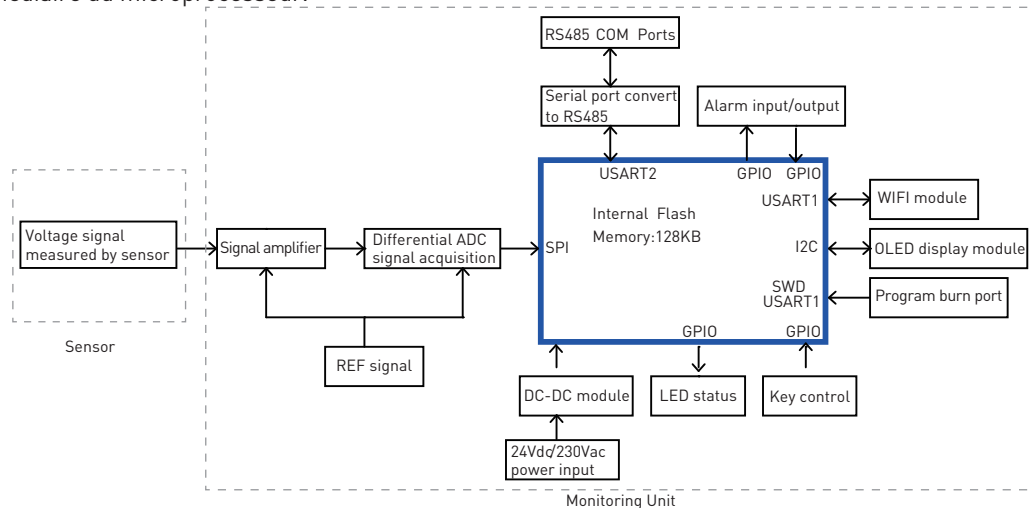 RS485 COM Ports
Serial port convert
to RS485
Alarm input/output
USART2
GPIO GPIO
USART1
WIFI module
Internal Flash
Memory:128KB
Voltage signal
measured by sensor
Signal amplifier
Differential ADC
signal acquisition
SPI
I2C
OLED display module
SWD
USART1
Program burn port
GPIO
GPIO
Sensor
REF signal
DC-DC module
LED status
Key control
24Vdc/230Vac
power input
Monitoring Unit